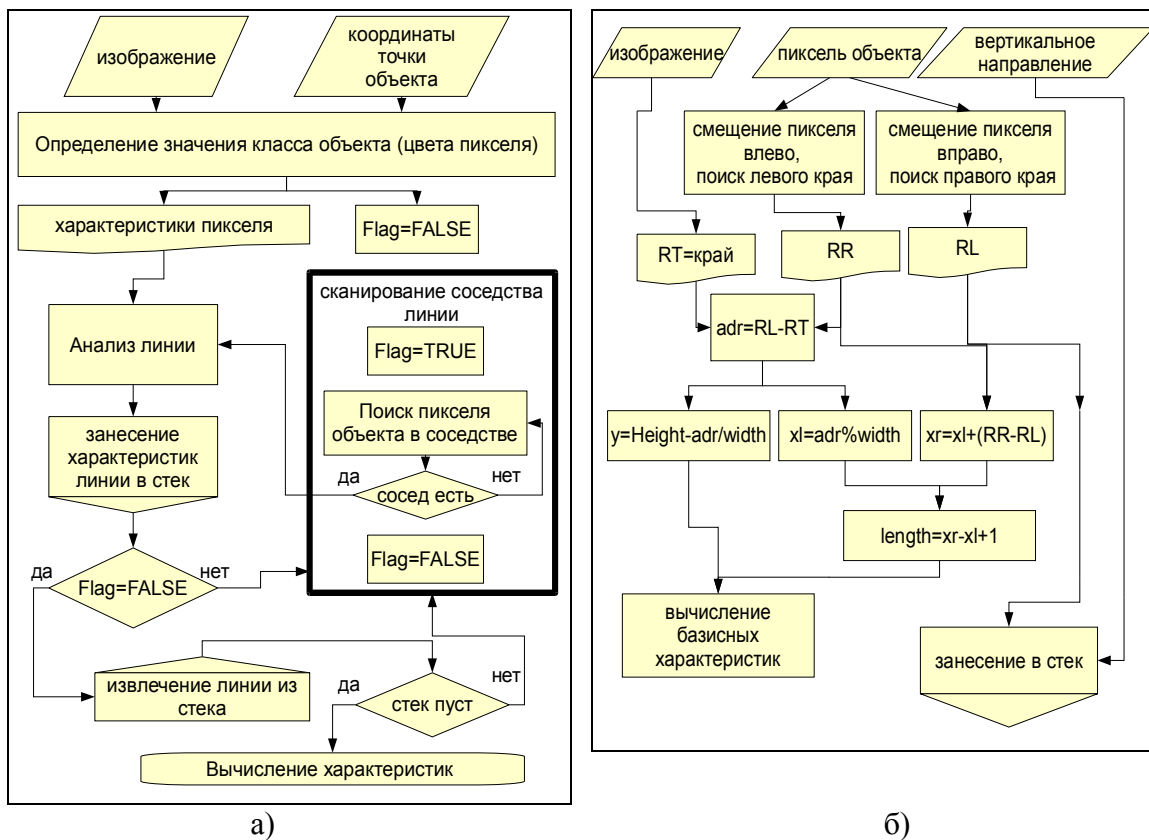 изображение
координаты
точки
объекта
Определение значения класса объекта (цвета пикселя)
характеристики пикселя
Flag=FALSE
сканирование соседства
линии
Flag=TRUE
Анализ линии
Поиск пикселя
объекта в соседстве
занесение
характеристик
линии в стек
да
нет
сосед есть
Flag=FALSE
да
нет
Flag=FALSE
извлечение линии из
стека
да
нет
стек пуст
Вычисление характеристик
а)
изображение
пиксель объекта
вертикальное
направление
смещение пикселя
влево,
поиск левого края
смещение пикселя
вправо,
поиск правого края
RT=край
RR
RL
adr=RL-RT
y=Height-adr/width
xl=adr%width
xr=xl+(RR-RL)
length=xr-xl+1
вычисление
базисных
характеристик
занесение в стек
б)